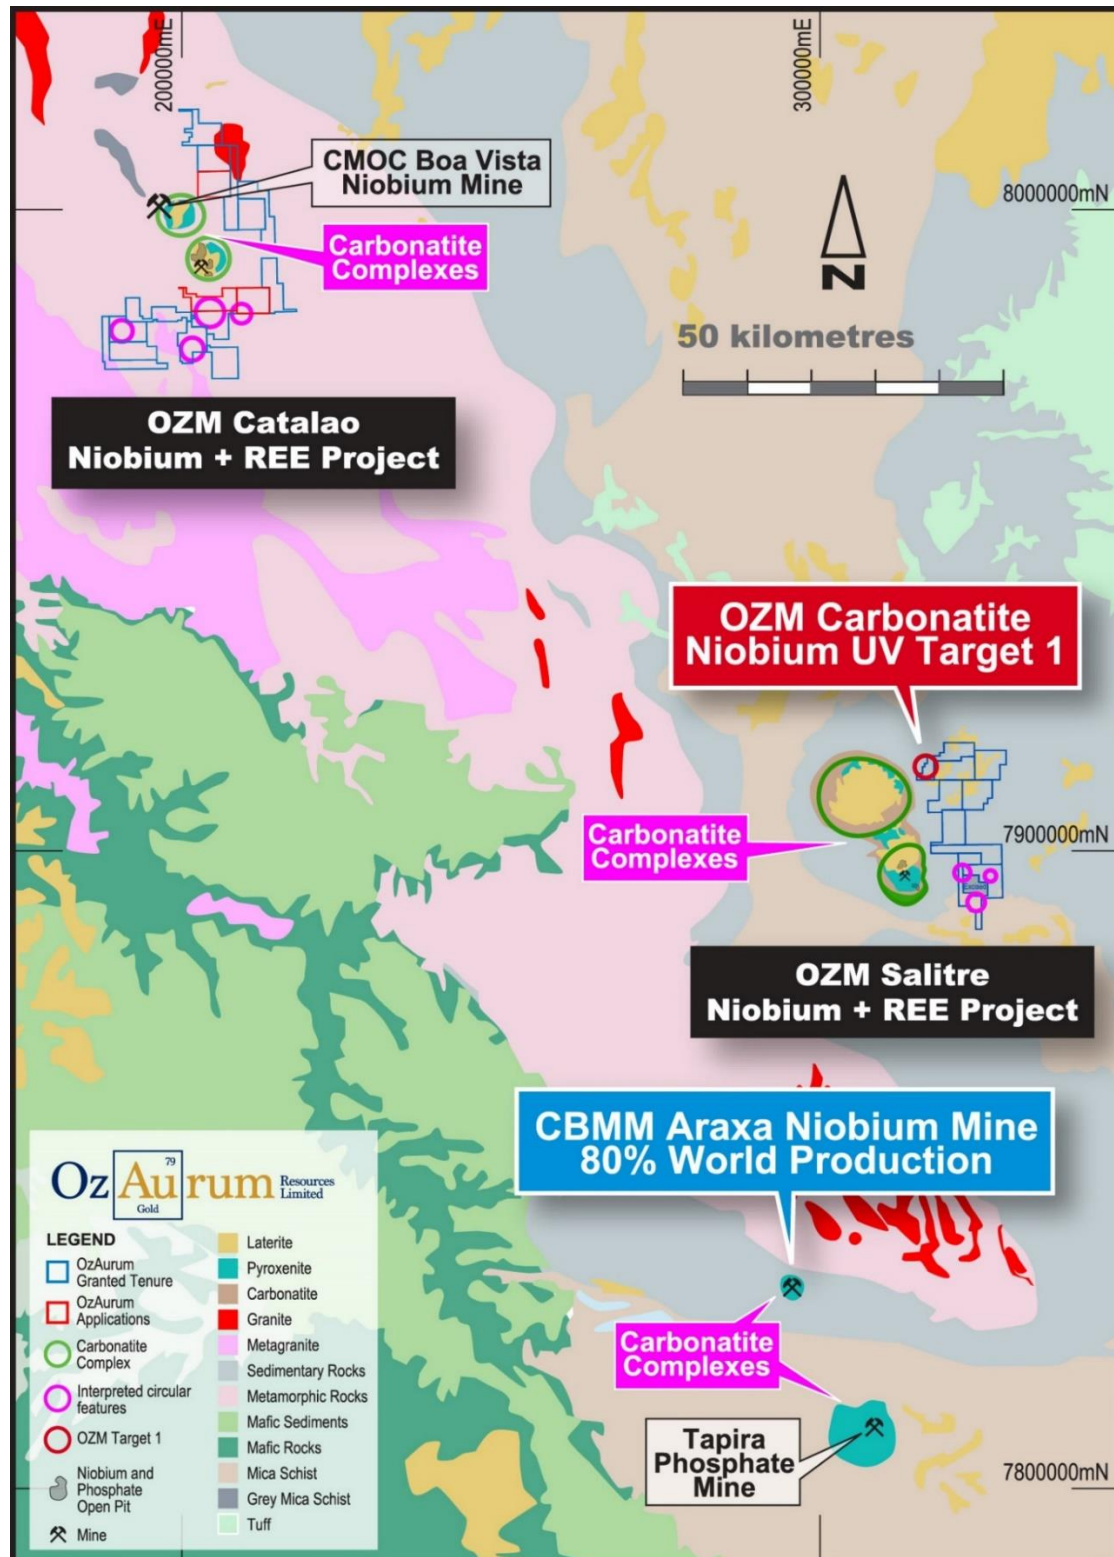 200000mE
300000mE
CMOC Boa Vista
Niobium Mine
8000000mN
Carbonatite
Complexes
N
50 kilometres
OZM Catalao
Niobium + REE Project
OZM Carbonatite
Niobium UV Target 1
Carbonatite
Complexes
7900000mN
OZM Salitre
Niobium + REE Project
CBMM Araxa Niobium Mine
80% World Production
Carbonatite
Complexes
Tapira
Phosphate
Mine
7800000mN
79
Oz Aurum Resources
Limited
Gold
LEGEND
OzAurum
Granted Tenure
OzAurum
Applications
Carbonatite
Complex
Interpreted circular
features
OZM Target 1
Niobium and
Phosphate
Open Pit
Mine
Laterite
Pyroxenite
Carbonatite
Granite
Metagranite
Sedimentary Rocks
Metamorphic Rocks
Mafic Sediments
Mafic Rocks
Mica Schist
Grey Mica Schist
Tuff